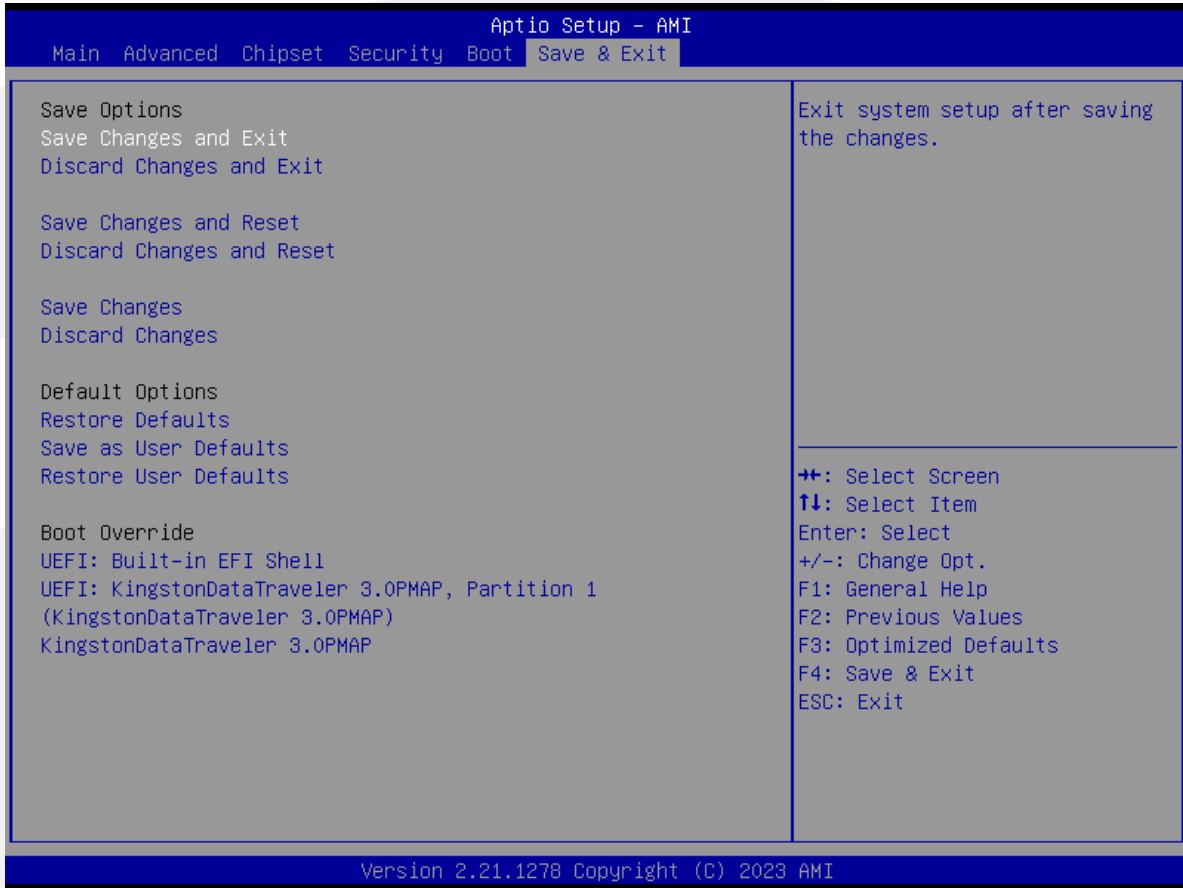 Aptio Setup – AMI
Main Advanced Chipset Security Boot Save & Exit
Save Options
Save Changes and Exit
Discard Changes and Exit
Save Changes and Reset
Discard Changes and Reset
Save Changes
Discard Changes
Default Options
Restore Defaults
Save as User Defaults
Restore User Defaults
Boot Override
UEFI: Built-in EFI Shell
UEFI: KingstonDataTraveler 3.0PMAP, Partition 1
(KingstonDataTraveler 3.0PMAP)
KingstonDataTraveler 3.0PMAP
Exit system setup after saving
the changes.
→←: Select Screen
↑↓: Select Item
Enter: Select
+/-: Change Opt.
F1: General Help
F2: Previous Values
F3: Optimized Defaults
F4: Save & Exit
ESC: Exit
Version 2.21.1278 Copyright (C) 2023 AMI